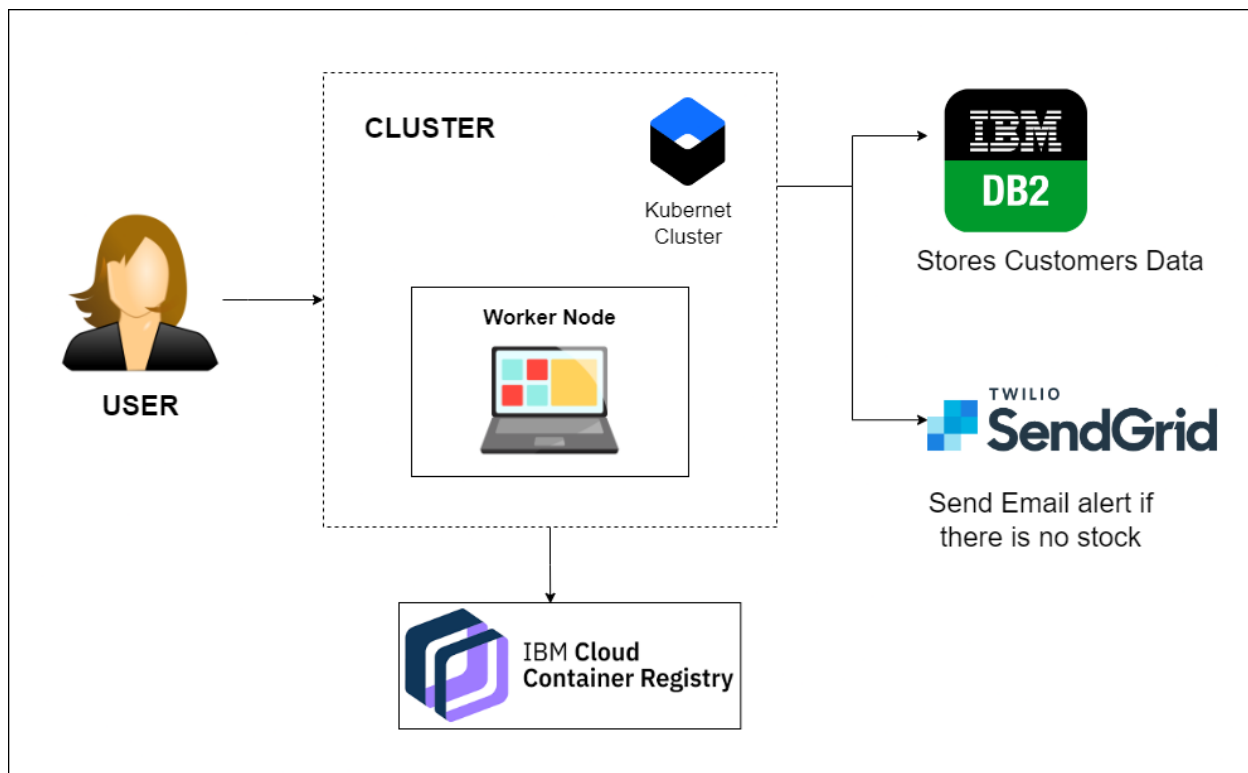 CLUSTER
Kubernet
Cluster
IBM
DB2
Stores Customers Data
USER
Worker Node
TWILIO
SendGrid
Send Email alert if
there is no stock
IBM Cloud
Container Registry